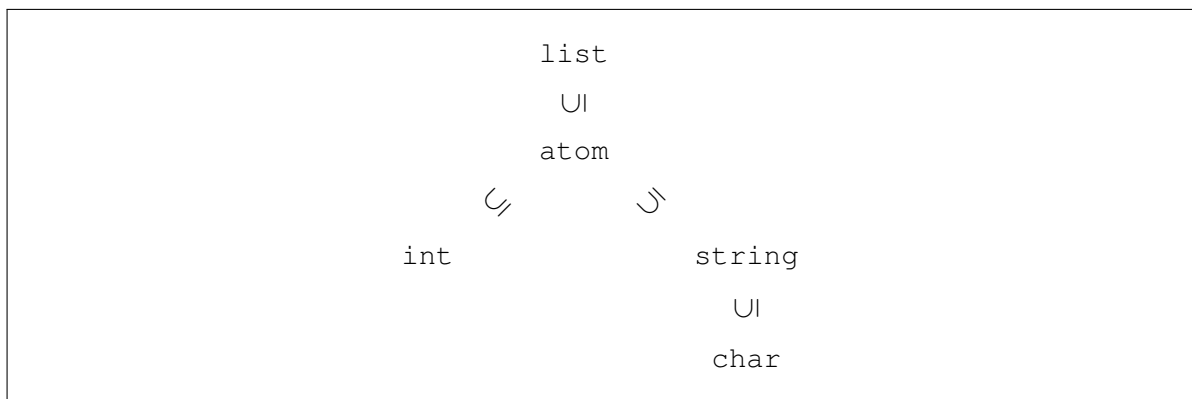 list
⊆
atom
⊆ ⊆
int string
⊆
char